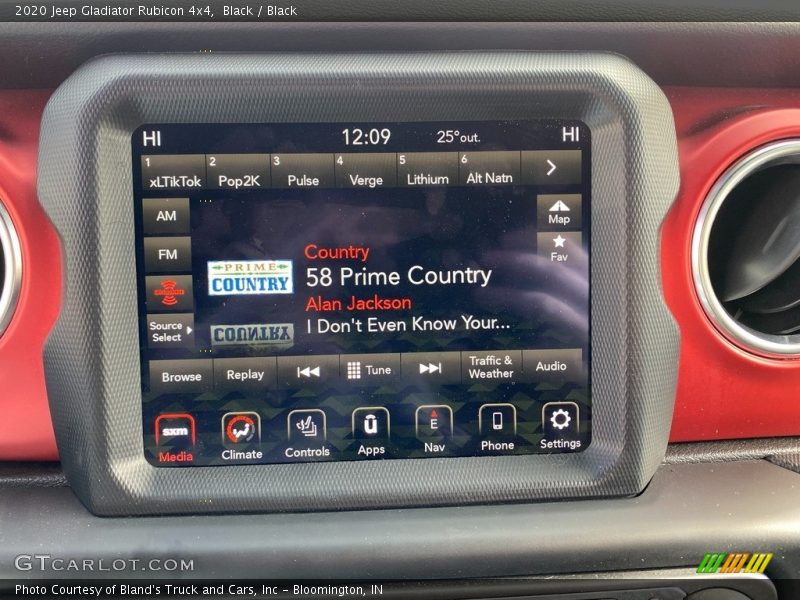 2020 Jeep Gladiator Rubicon 4x4,  Black / Black
HI 12:09 25°out. HI
1 xLTikTok 2 Pop2K 3 Pulse 4 Verge 5 Lithium 6 Alt Natn
AM
Map
FM
Fav
Source
Select
PRIME
COUNTRY
COUNTRY
Country
58 Prime Country
Alan Jackson
I Don't Even Know Your...
Browse Replay Tune Traffic & Weather Audio
sxm E
Media Climate Controls Apps Nav Phone Settings
GTCARLOT.COM
Photo Courtesy of Bland's Truck and Cars, Inc – Bloomington, IN